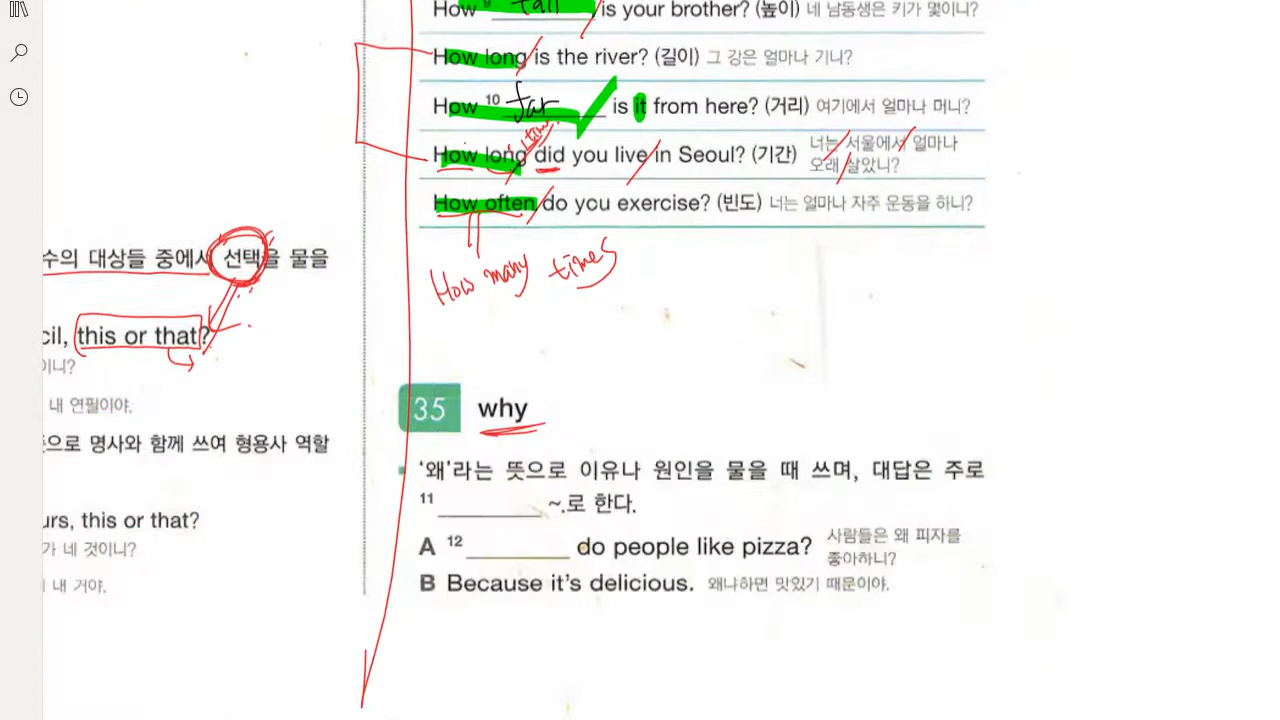 수의 대상들 중에서 선택을 물을
cil, this or that?
이니?
내 연필이야.
으로 명사와 함께 쓰여 형용사 역할
urs, this or that?
가 네 것이니?
내 거야.
How 9 tall is your brother? (높이) 네 남동생은 키가 몇이니?
How long is the river? (길이) 그 강은 얼마나 기니?
How 10 far is it from here? (거리) 여기에서 얼마나 머니?
time
How long did you live in Seoul? (기간) 너는 서울에서 얼마나
오래 살았니?
How often do you exercise? (빈도) 너는 얼마나 자주 운동을 하니?
How many times
35 why
'왜'라는 뜻으로 이유나 원인을 물을 때 쓰며, 대답은 주로
11 ________ ~.로 한다.
A 12 ________ do people like pizza? 사람들은 왜 피자를
좋아하니?
B Because it's delicious. 왜냐하면 맛있기 때문이야.